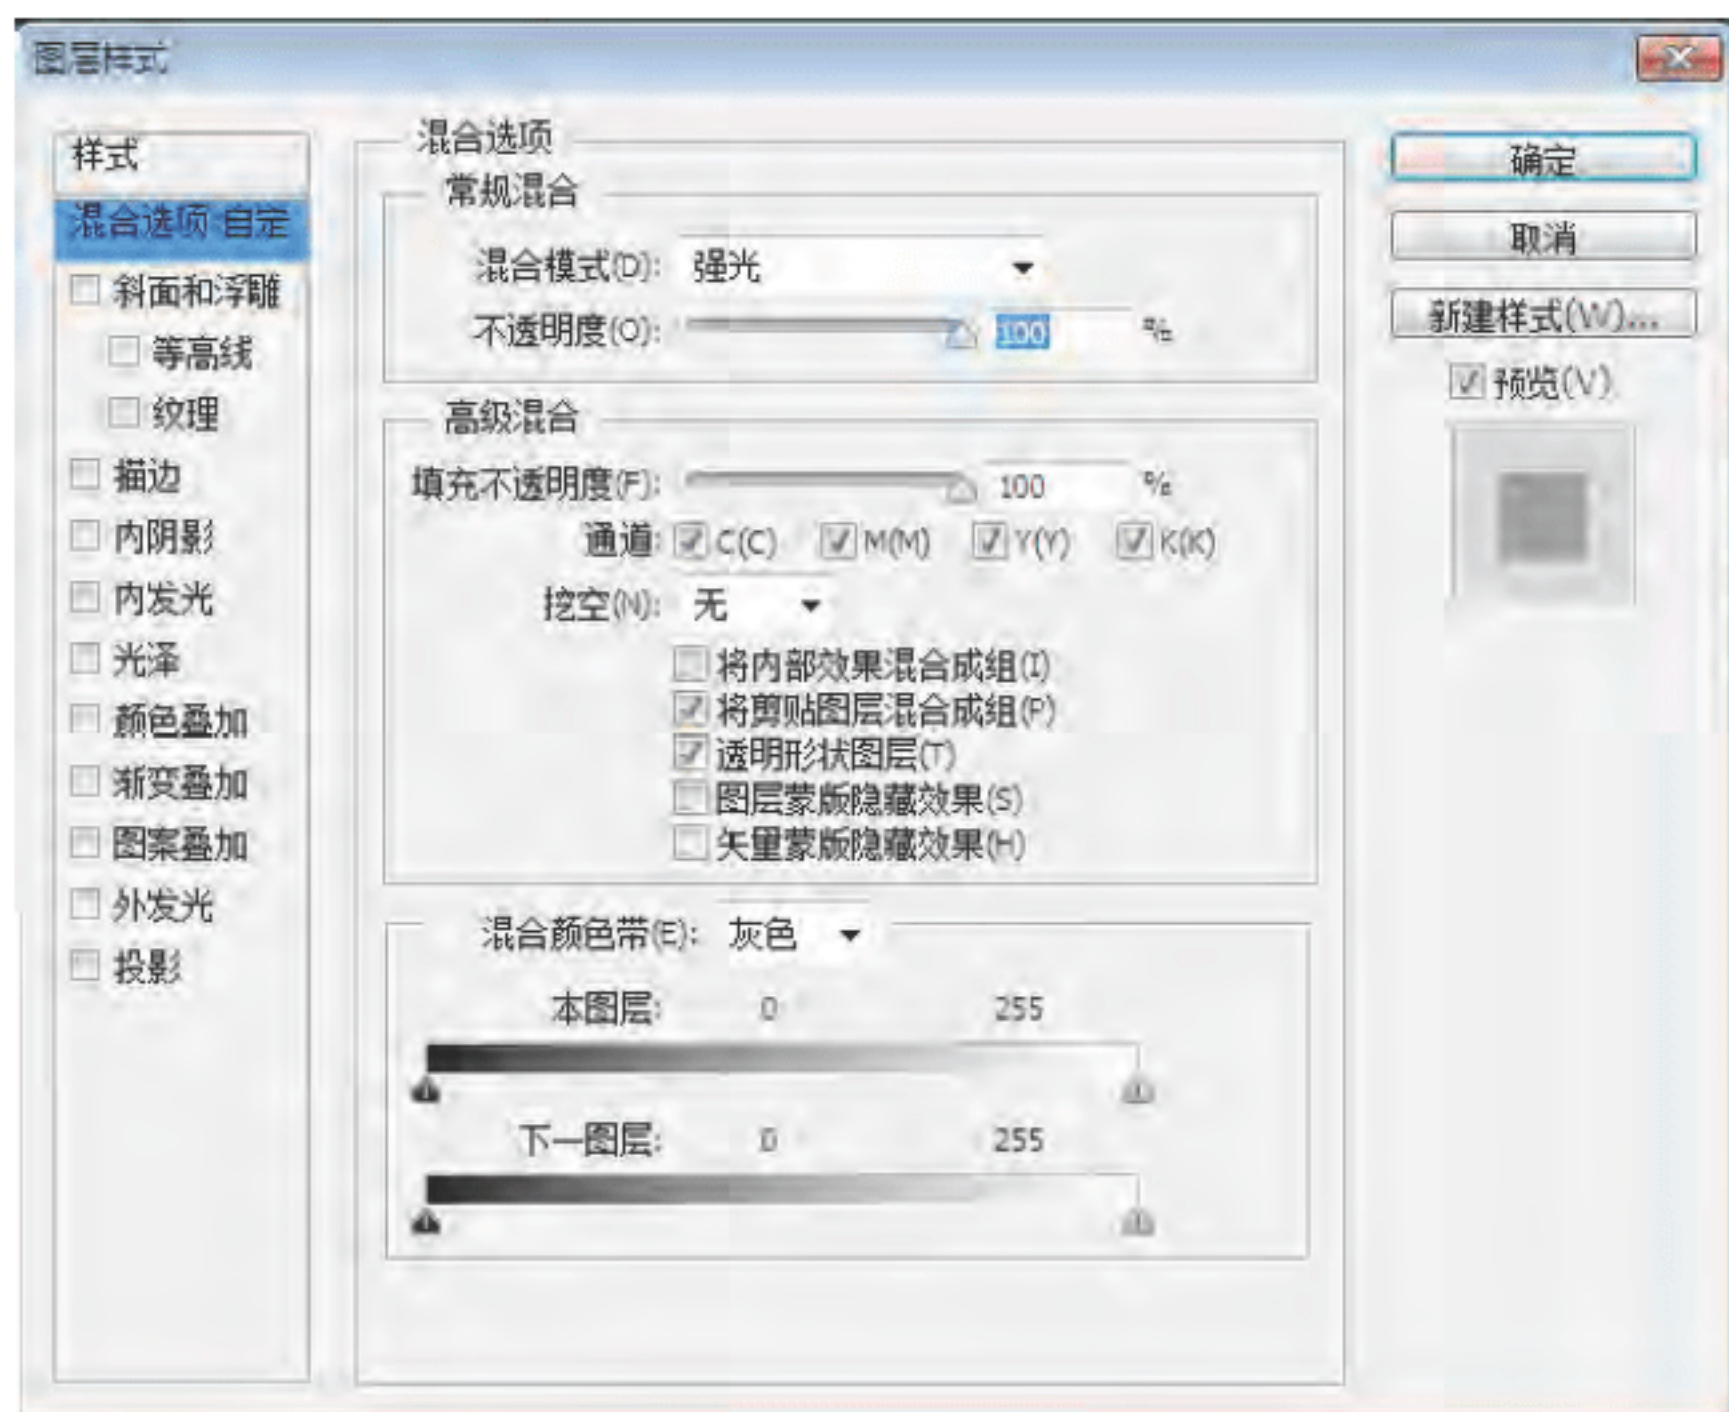 图层样式
样式
混合选项:自定
斜面和浮雕
等高线
纹理
描边
内阴影
内发光
光泽
颜色叠加
渐变叠加
图案叠加
外发光
投影
混合选项
常规混合
混合模式(D): 强光
不透明度(O): 100 %
高级混合
填充不透明度(F): 100 %
通道: C(C) M(M) Y(Y) K(K)
挖空(N): 无
将内部效果混合成组(I)
将剪贴图层混合成组(P)
透明形状图层(T)
图层蒙版隐藏效果(S)
矢量蒙版隐藏效果(H)
混合颜色带(E): 灰色
本图层: 0 255
下一图层: 0 255
确定
取消
新建样式(W)...
预览(V)